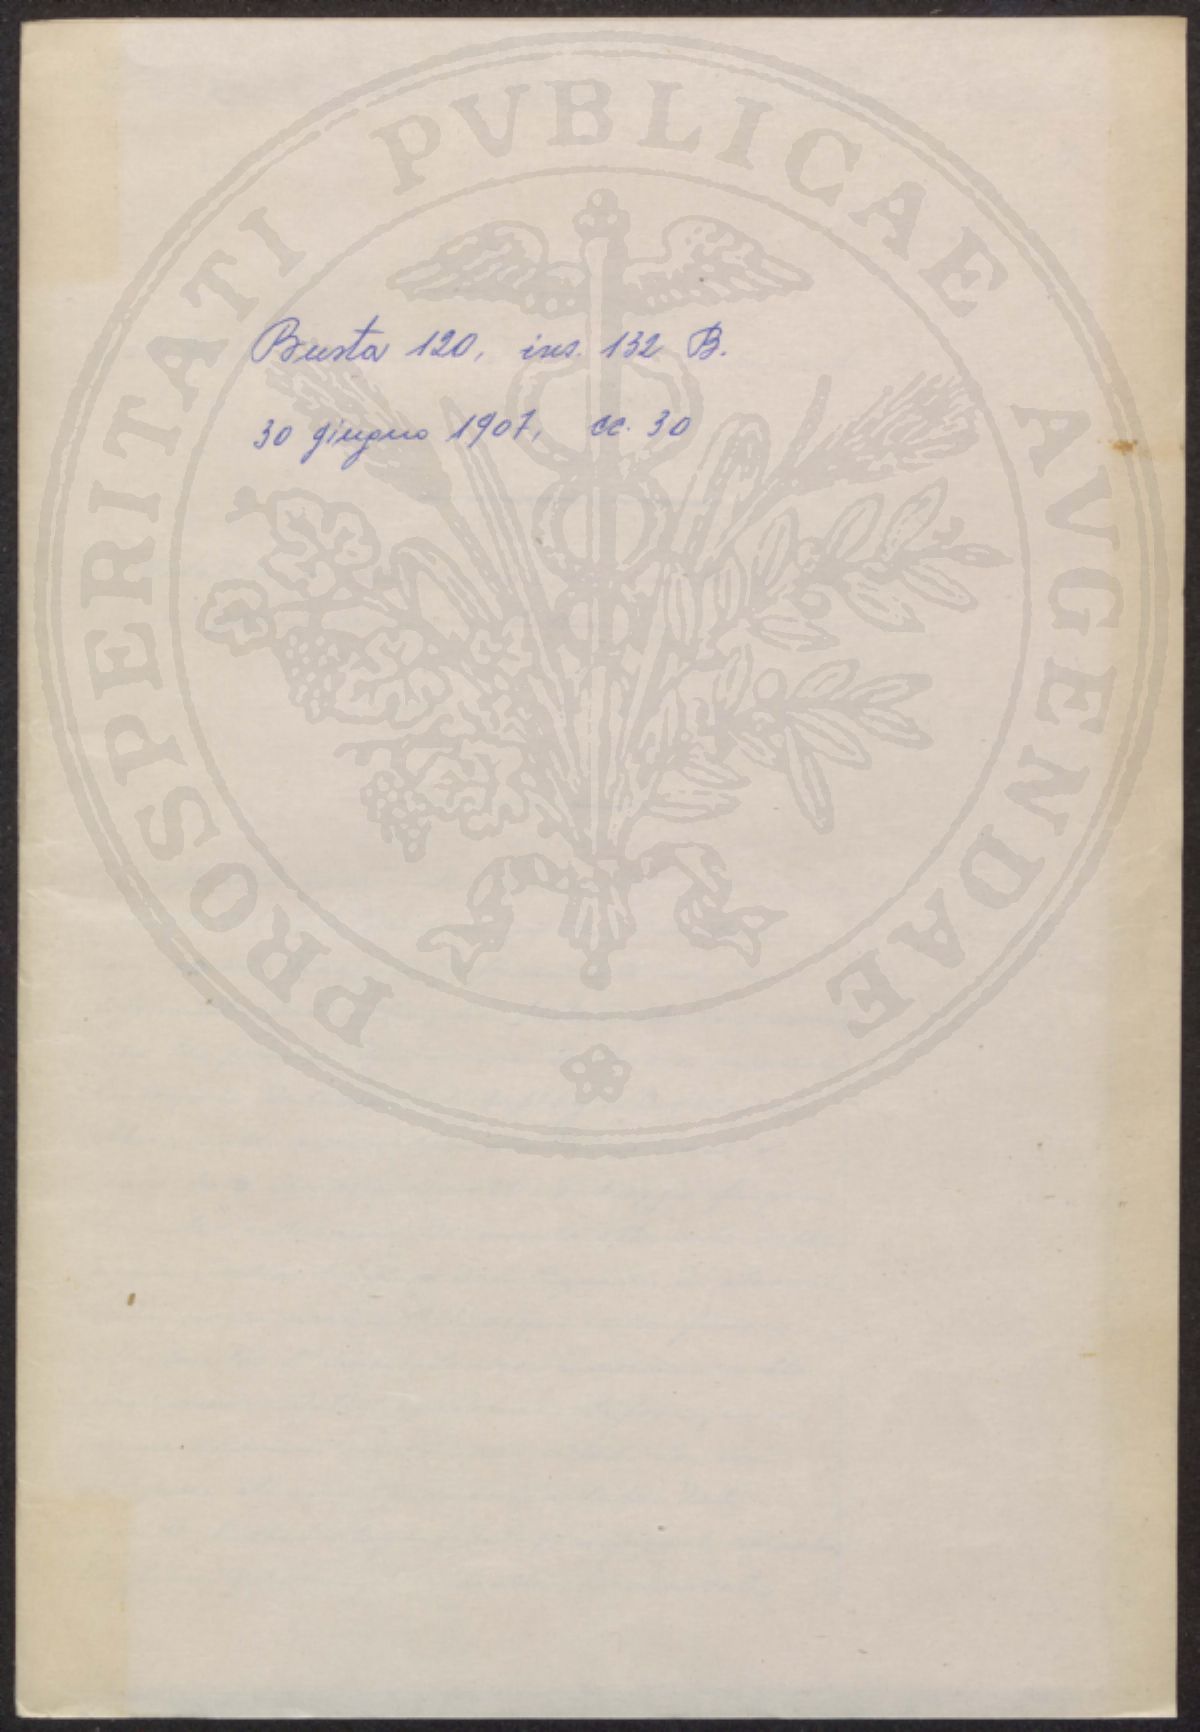 Busta 120, ins. 132 B.
30 giugno 1907, cc. 30
PROSPERITATI PVBLICAE AVGENDAE